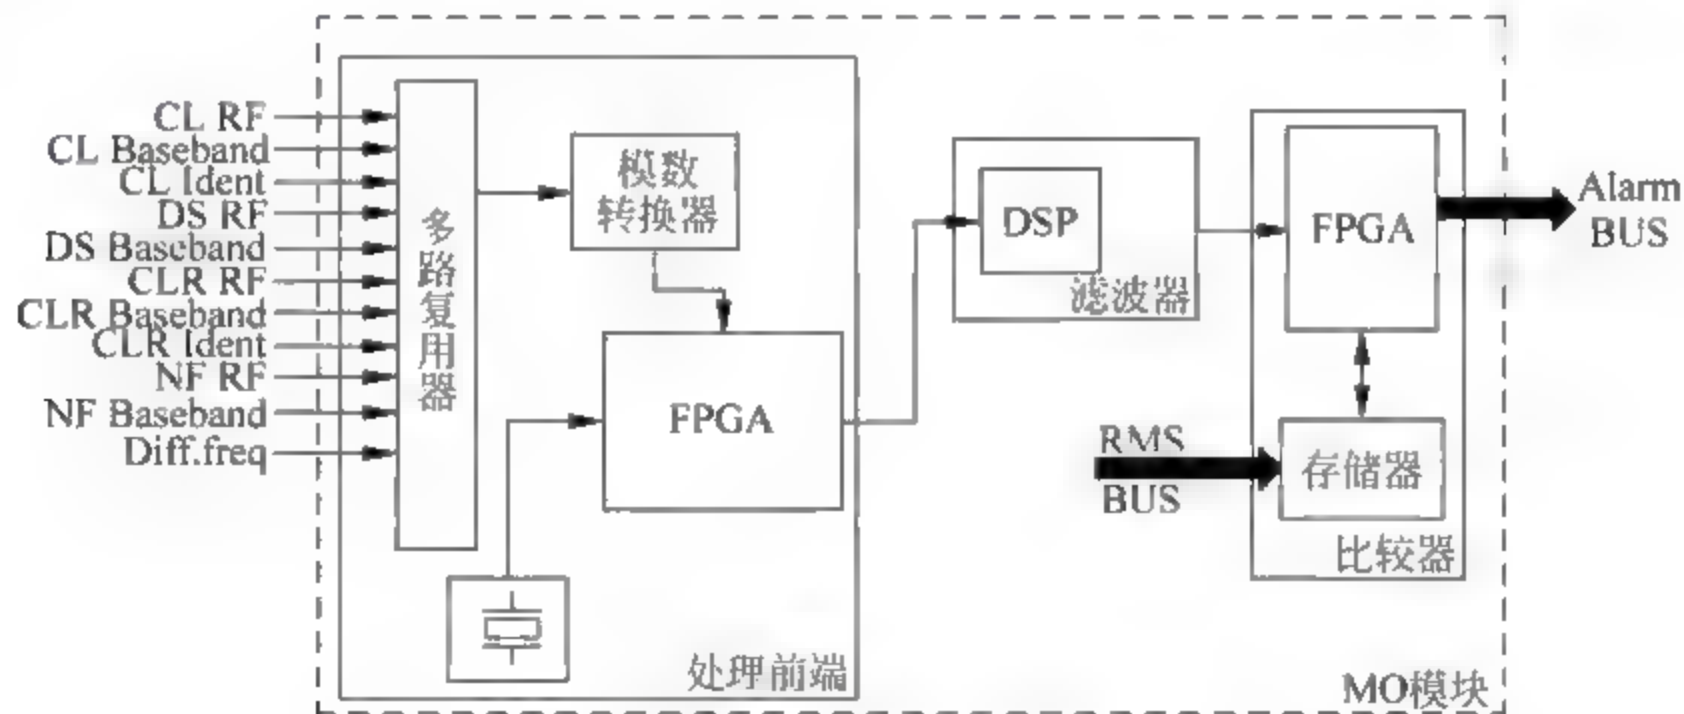 CL RF
CL Baseband
CL Ident
DS RF
DS Baseband
CLR RF
CLR Baseband
CLR Ident
NF RF
NF Baseband
Diff.freq
多路复用器
模数
转换器
FPGA
处理前端
DSP
滤波器
FPGA
Alarm
BUS
RMS
BUS
存储器
比较器
MO模块